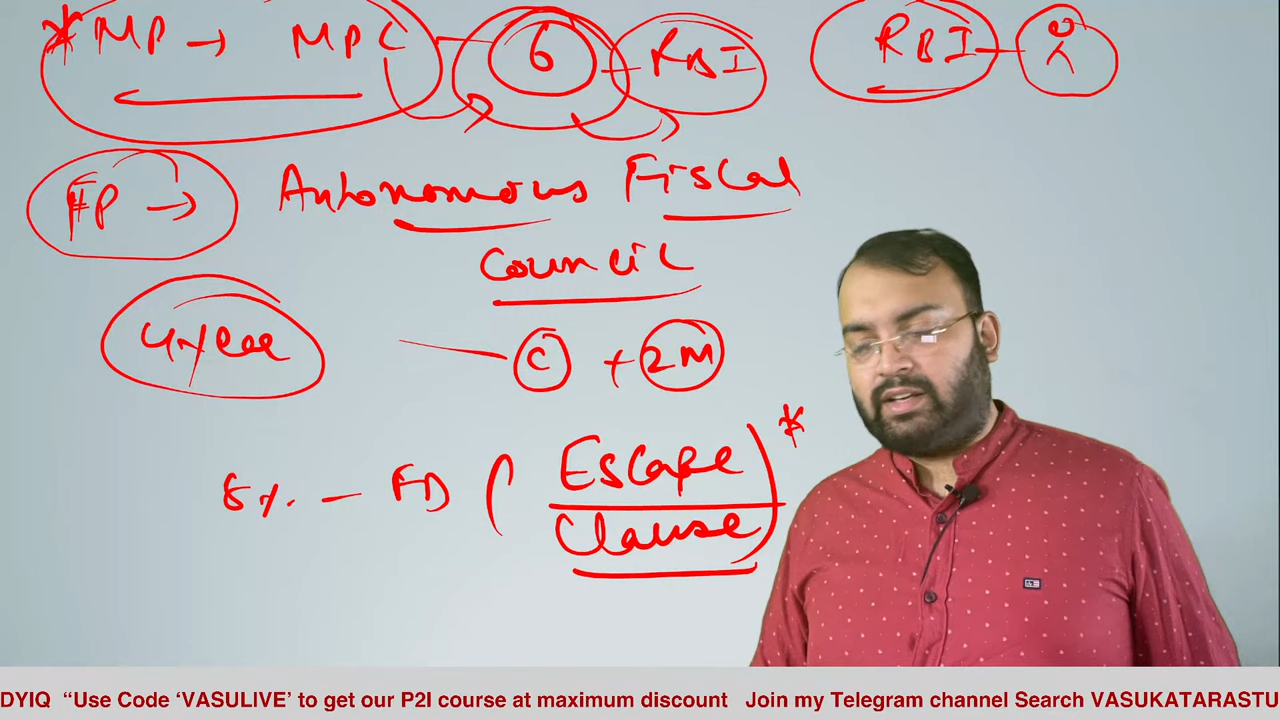 *MP → MPC — 6 — RBI RBI —
FP → Autonomous Fiscal
Council
4 year — C + 2M
5%. — FD ( Escape Clause ) *
DYIQ “Use Code ‘VASULIVE’ to get our P2I course at maximum discount Join my Telegram channel Search VASUKATARASTU